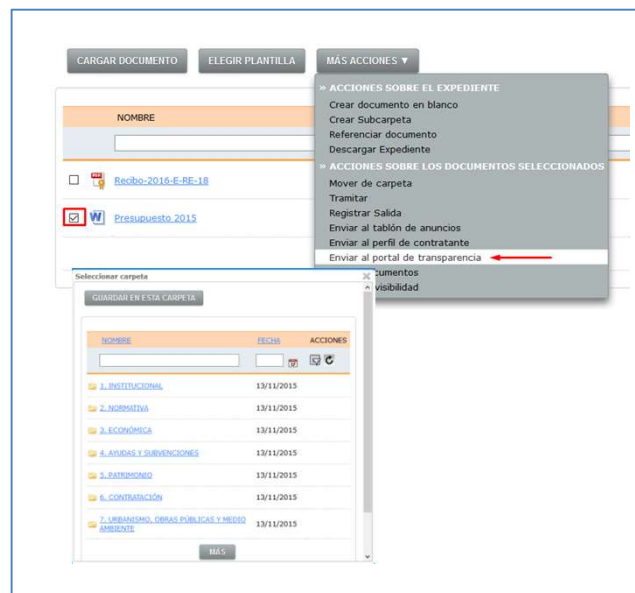 CARGAR DOCUMENTO
ELEGIR PLANTILLA
MÁS ACCIONES ▼
» ACCIONES SOBRE EL EXPEDIENTE
Crear documento en blanco
Crear Subcarpeta
Referenciar documento
Descargar Expediente
» ACCIONES SOBRE LOS DOCUMENTOS SELECCIONADOS
Mover de carpeta
Tramitar
Registrar Salida
Enviar al tablón de anuncios
Enviar al perfil de contratante
Enviar al portal de transparencia
cumentos
visibilidad
NOMBRE
Recibo-2016-E-RE-18
Presupuesto 2015
Seleccionar carpeta
GUARDAR EN ESTA CARPETA
NOMBRE FECHA ACCIONES
1. INSTITUCIONAL 13/11/2015
2. NORMATIVA 13/11/2015
3. ECONÓMICA 13/11/2015
4. AYUDAS Y SUBVENCIONES 13/11/2015
5. PATRIMONIO 13/11/2015
6. CONTRATACIÓN 13/11/2015
7. URBANISMO, OBRAS PÚBLICAS Y MEDIO
AMBIENTE 13/11/2015
MÁS